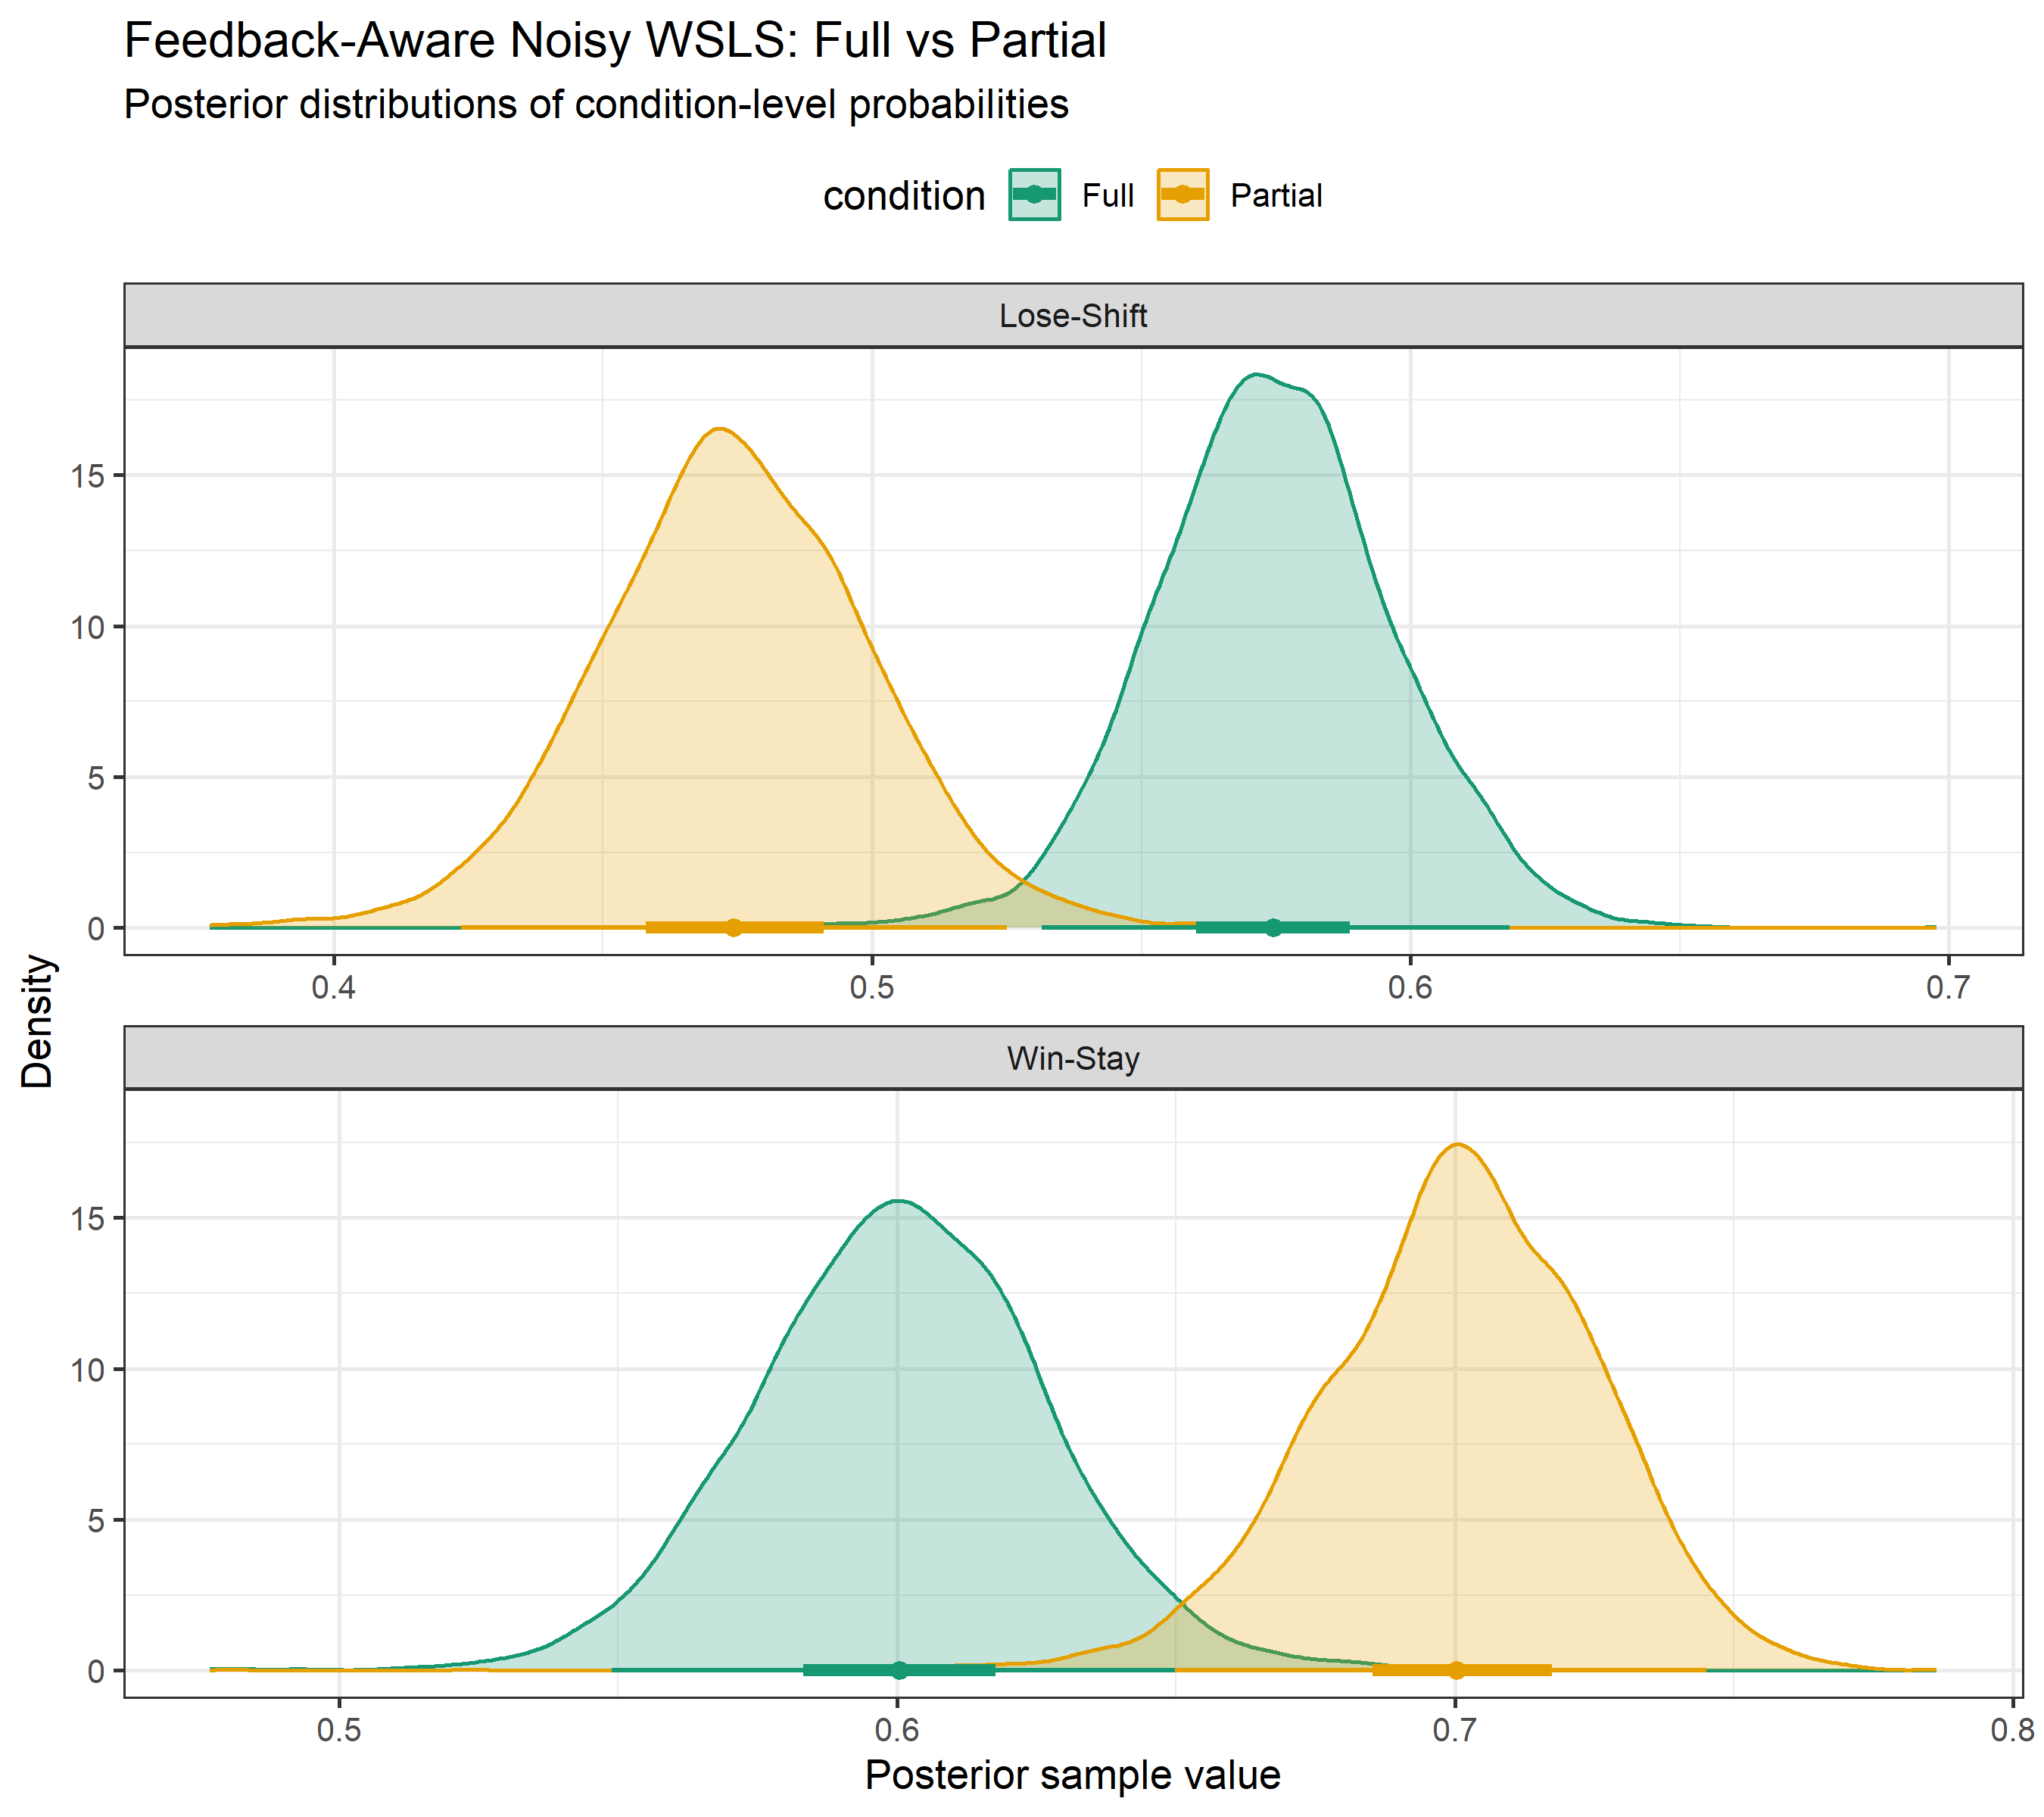 Feedback-Aware Noisy WSLS: Full vs Partial
Posterior distributions of condition-level probabilities
condition Full Partial
Lose-Shift
15
10
5
0
0.4 0.5 0.6 0.7
Density
Win-Stay
15
10
5
0
0.5 0.6 0.7 0.8
Posterior sample value